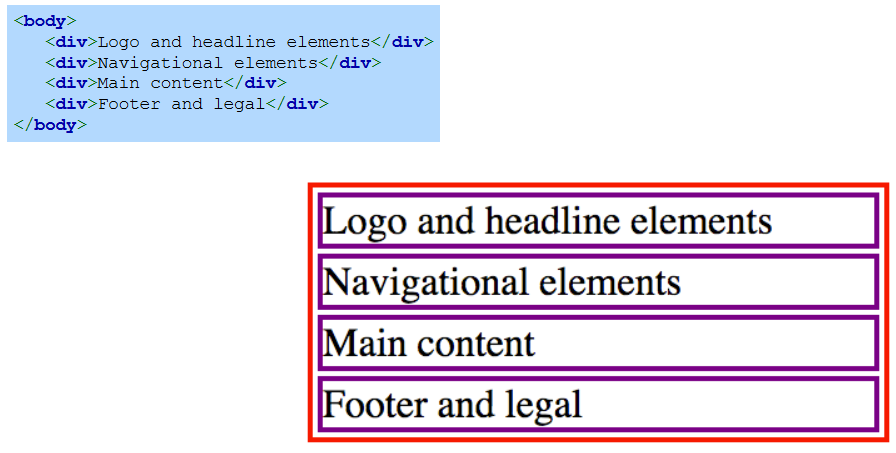 <body>
<div>Logo and headline elements</div>
<div>Navigational elements</div>
<div>Main content</div>
<div>Footer and legal</div>
</body>
Logo and headline elements
Navigational elements
Main content
Footer and legal